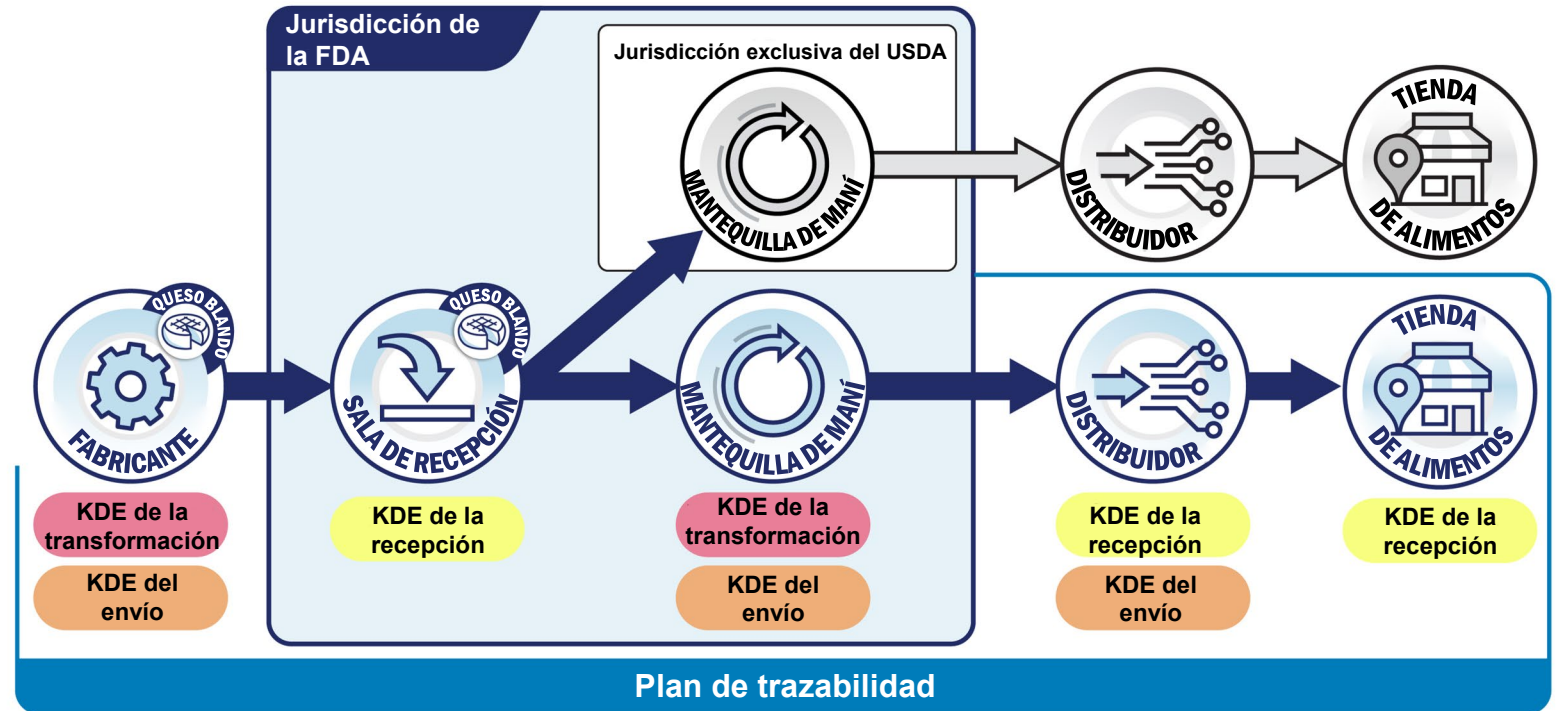 Jurisdicción de
la FDA
Jurisdicción exclusiva del USDA
MANTEQUILLA DE MANÍ
DISTRIBUIDOR
TIENDA
DE ALIMENTOS
QUESO BLANDO
FABRICANTE
QUESO BLANDO
SALA DE RECEPCIÓN
MANTEQUILLA DE MANÍ
DISTRIBUIDOR
TIENDA
DE ALIMENTOS
KDE de la
transformación
KDE del
envío
KDE de la
recepción
KDE de la
transformación
KDE del
envío
KDE de la
recepción
KDE del
envío
KDE de la
recepción
Plan de trazabilidad